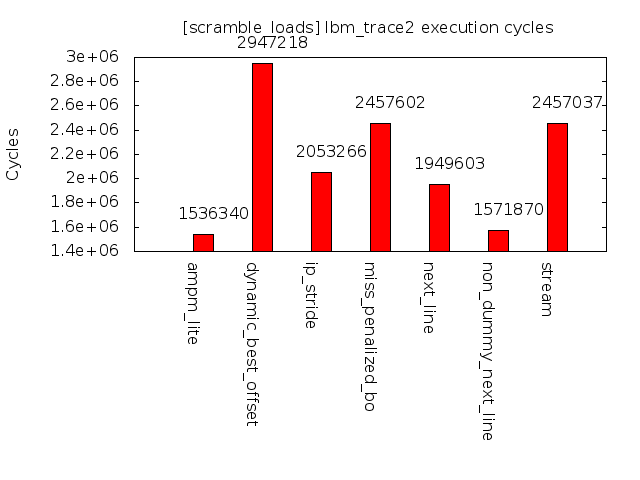 [scramble_loads] lbm_trace2 execution cycles
Cycles
3e+06
2.8e+06
2.6e+06
2.4e+06
2.2e+06
2e+06
1.8e+06
1.6e+06
1.4e+06
1536340
2947218
2053266
2457602
1949603
1571870
2457037
ampm_lite
dynamic_best_offset
ip_stride
miss_penalized_bo
next_line
non_dummy_next_line
stream